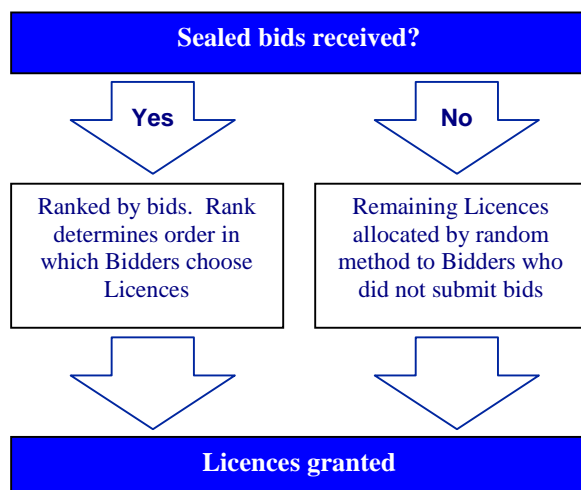 Sealed bids received?
Yes
No
Ranked by bids.  Rank
determines order in
which Bidders choose
Licences
Remaining Licences
allocated by random
method to Bidders who
did not submit bids
Licences granted